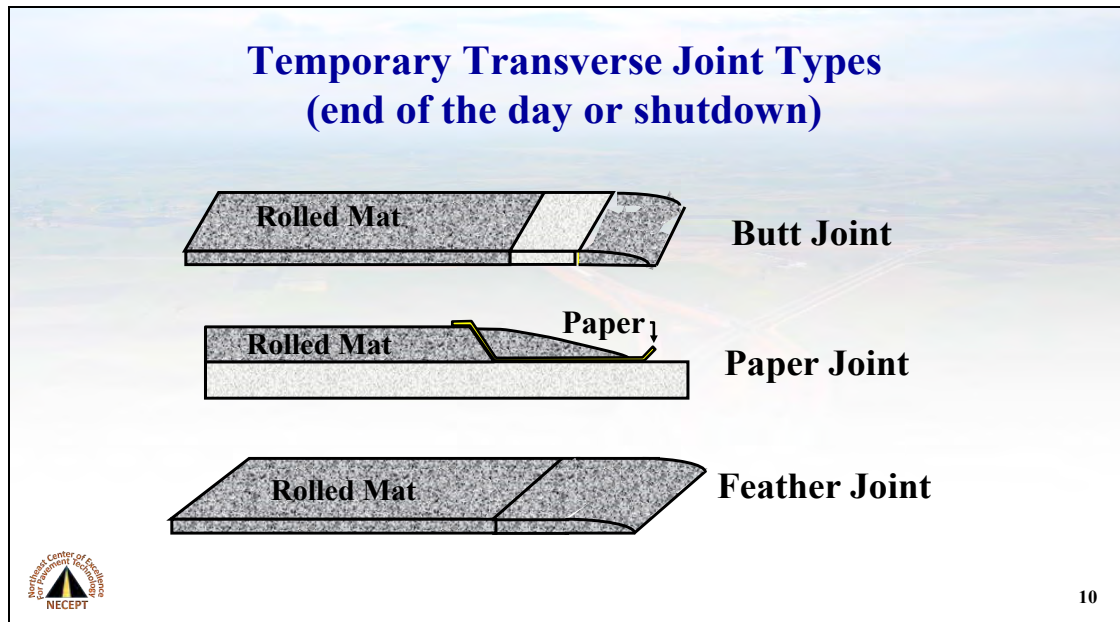 Temporary Transverse Joint Types
(end of the day or shutdown)
Rolled Mat
Butt Joint
Paper
Rolled Mat
Paper Joint
Rolled Mat
Feather Joint
Northeast Center of Excellence
For Pavement Technology
NECEPT
10